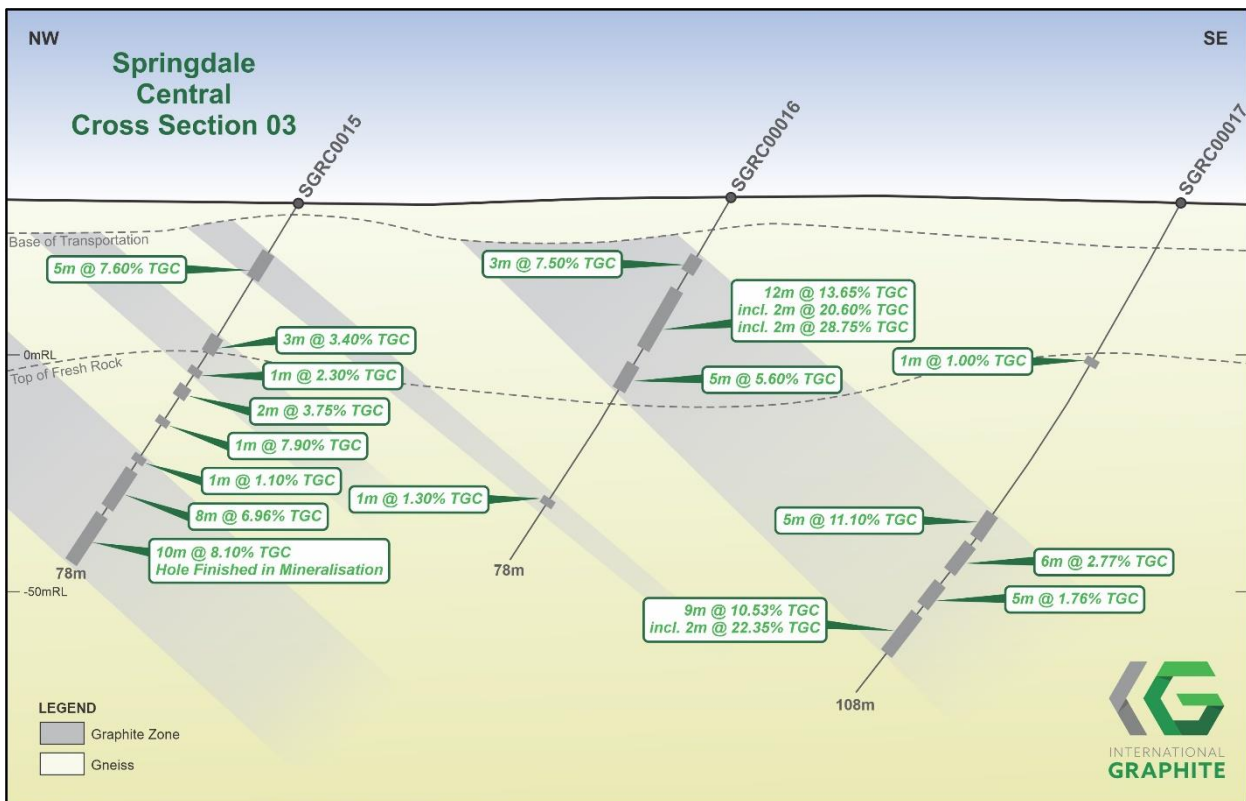 NW
SE
Springdale
Central
Cross Section 03
SGRC0015
SGRC00016
SGRC00017
Base of Transportation
5m @ 7.60% TGC
3m @ 7.50% TGC
12m @ 13.65% TGC
incl. 2m @ 20.60% TGC
incl. 2m @ 28.75% TGC
3m @ 3.40% TGC
0mRL
Top of Fresh Rock
1m @ 1.00% TGC
1m @ 2.30% TGC
5m @ 5.60% TGC
2m @ 3.75% TGC
1m @ 7.90% TGC
1m @ 1.10% TGC
1m @ 1.30% TGC
8m @ 6.96% TGC
5m @ 11.10% TGC
10m @ 8.10% TGC
Hole Finished in Mineralisation
6m @ 2.77% TGC
78m
78m
-50mRL
5m @ 1.76% TGC
9m @ 10.53% TGC
incl. 2m @ 22.35% TGC
108m
LEGEND
Graphite Zone
Gneiss
INTERNATIONAL
GRAPHITE